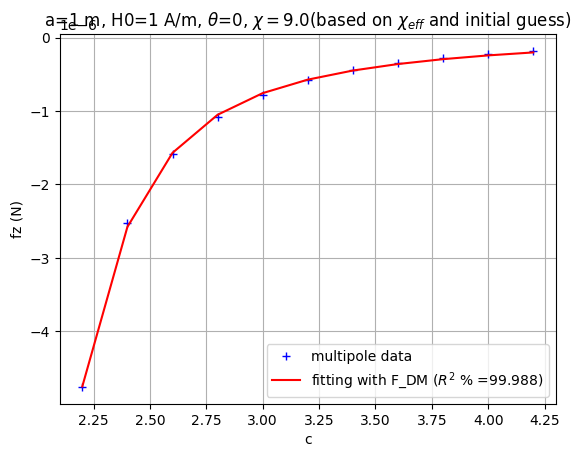 a=1 m, H0=1 A/m, θ=0, χ = 9.0(based on χ_eff and initial guess)
1e−6
0
−1
−2
−3
−4
fz (N)
multipole data
fitting with F_DM (R² % =99.988)
2.25 2.50 2.75 3.00 3.25 3.50 3.75 4.00 4.25
c